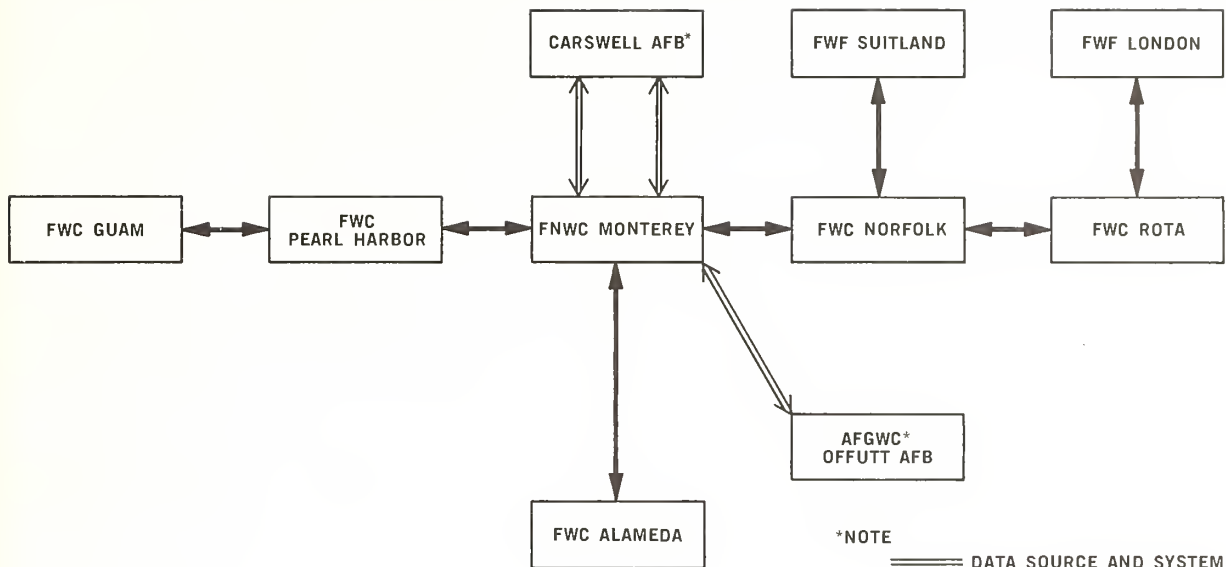 CARSWELL AFB*
FWF SUITLAND
FWF LONDON
FWC GUAM
FWC
PEARL HARBOR
FNWC MONTEREY
FWC NORFOLK
FWC ROTA
AFGWC*
OFFUTT AFB
FWC ALAMEDA
*NOTE
DATA SOURCE AND SYSTEM